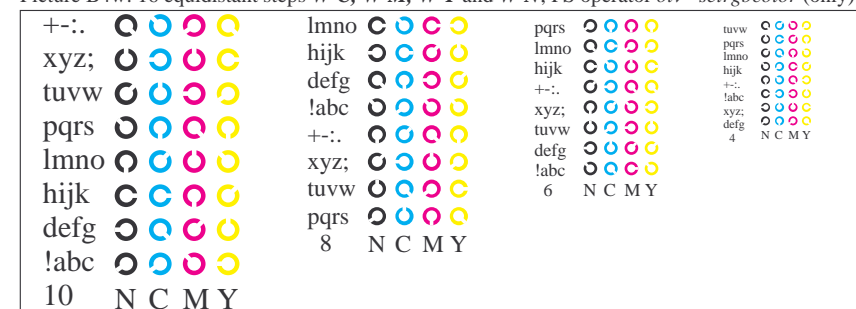 Picture B4w: 16 equidistant steps W-C; W-M; W-Y and W-N; PS operator olv* setrgbcolor (only)
+-:.
xyz;
tuvw
pqrs
lmno
hijk
defg
!abc
10 N C M Y
lmno
hijk
defg
!abc
+-:.
xyz;
tuvw
pqrs
8 N C M Y
pqrs
lmno
hijk
+-:.
xyz;
tuvw
defg
!abc
6 N C M Y
tuvw
pqrs
lmno
hijk
+-:.
!abc
xyz;
defg
4 N C M Y